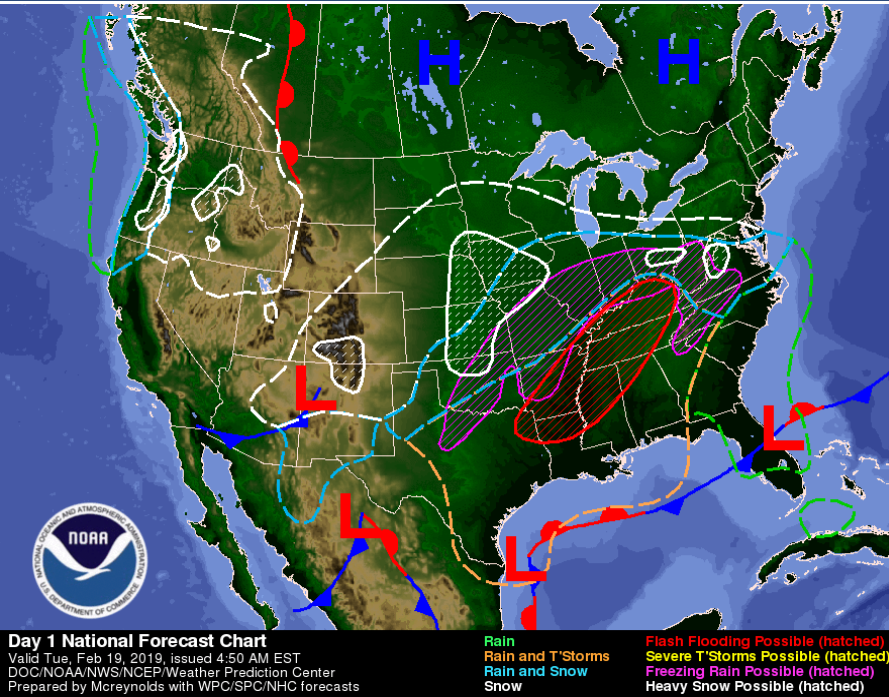 H
H
L
L
L
L
NATIONAL OCEANIC AND ATMOSPHERIC ADMINISTRATION
NOAA
U.S. DEPARTMENT OF COMMERCE
Day 1 National Forecast Chart
Valid Tue, Feb 19, 2019, issued 4:50 AM EST
DOC/NOAA/NWS/NCEP/Weather Prediction Center
Prepared by Mcreynolds with WPC/SPC/NHC forecasts
Rain
Rain and T'Storms
Rain and Snow
Snow
Flash Flooding Possible (hatched)
Severe T'Storms Possible (hatched)
Freezing Rain Possible (hatched)
Heavy Snow Possible (hatched)